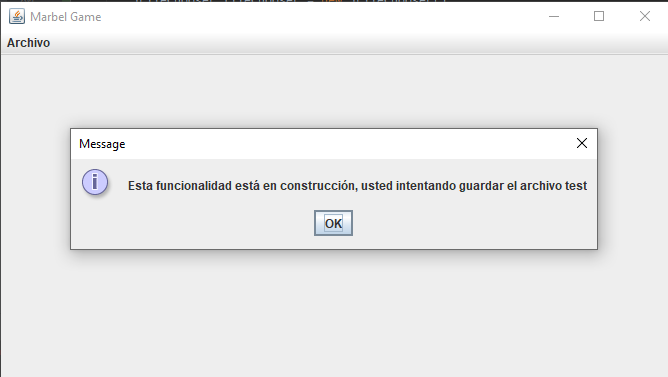 Marbel Game
Archivo
Message
Esta funcionalidad está en construcción, usted intentando guardar el archivo test
OK